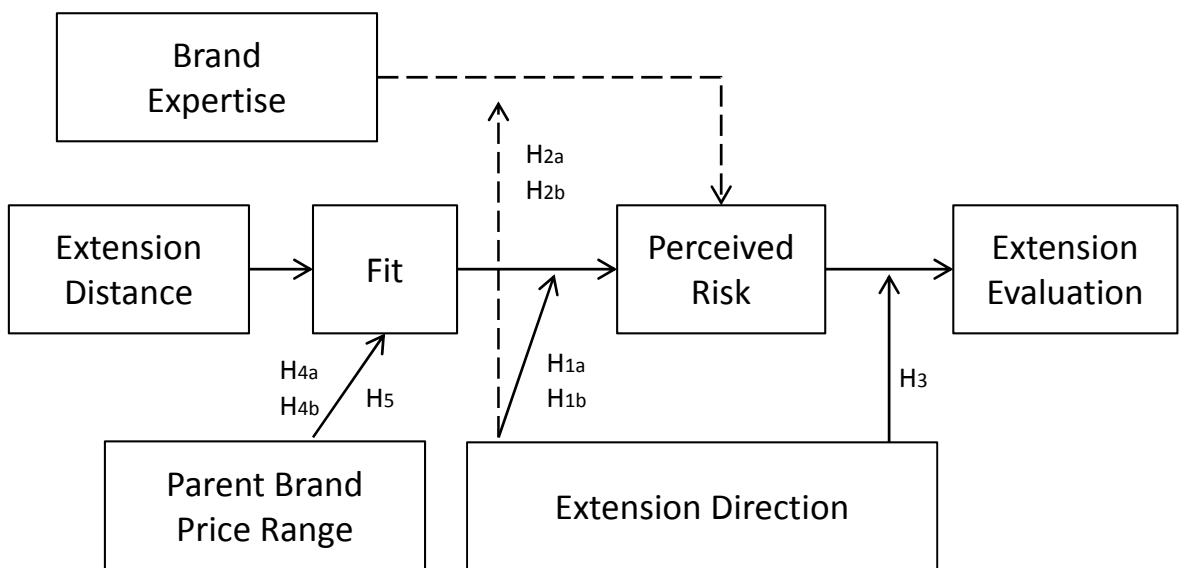 Brand
Expertise
H2a
H2b
Extension
Distance
Fit
Perceived
Risk
Extension
Evaluation
H4a
H4b
H5
H1a
H1b
H3
Parent Brand
Price Range
Extension Direction